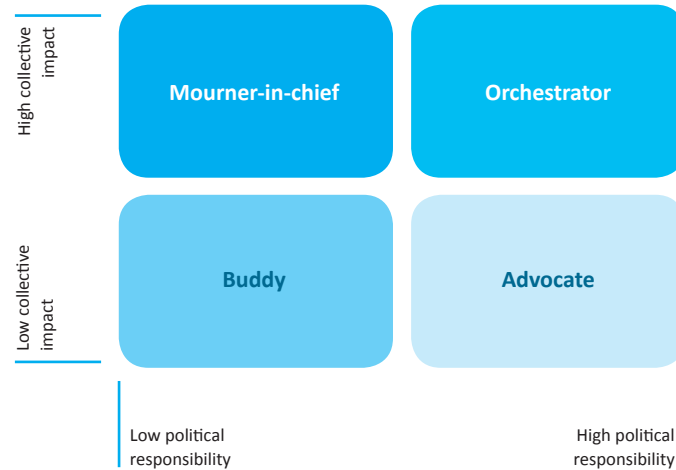 High collective
impact
Mourner-in-chief
Orchestrator
Low collective
impact
Buddy
Advocate
Low political
responsibility
High political
responsibility